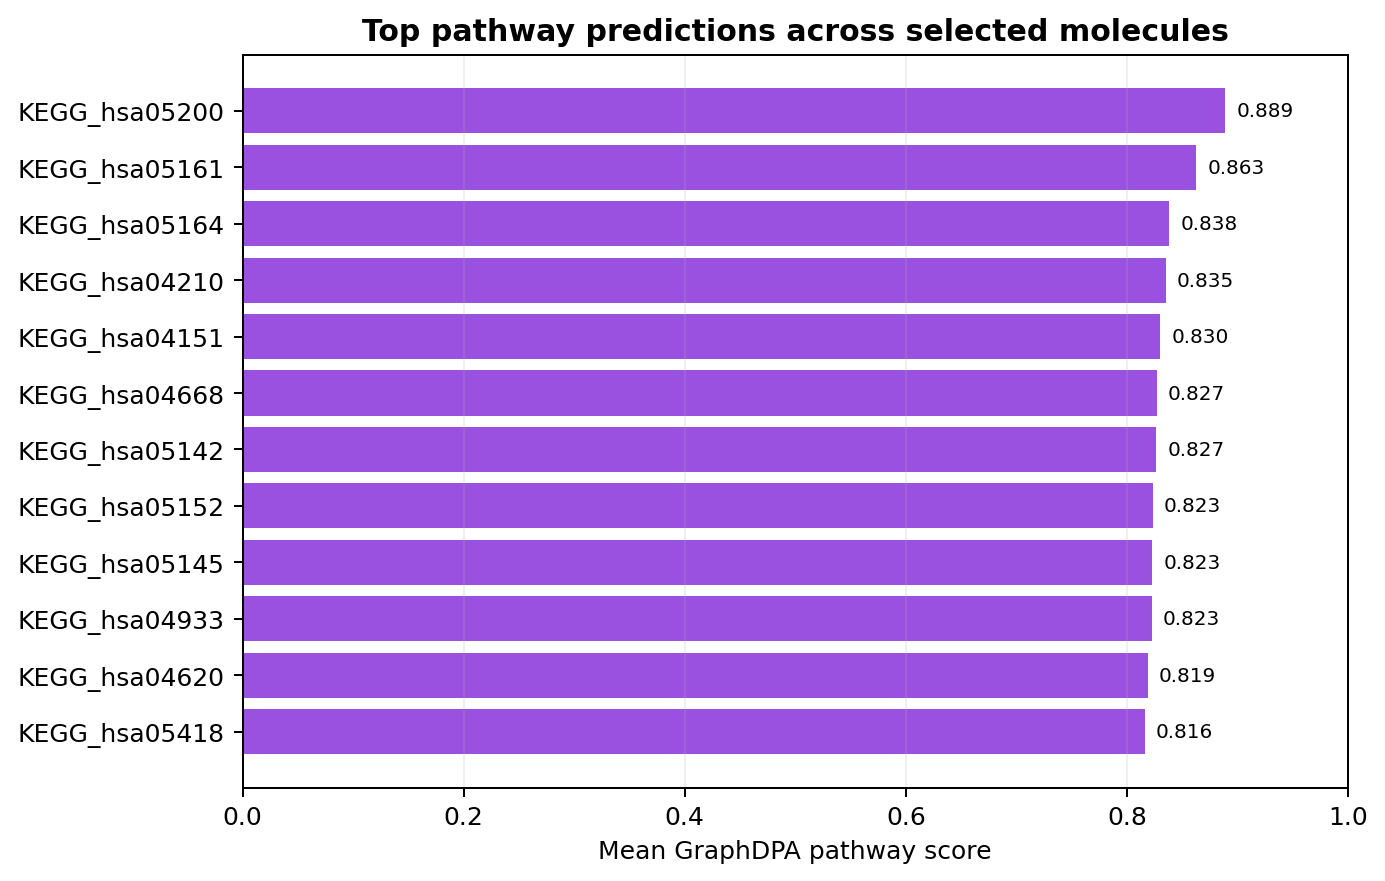 Top pathway predictions across selected molecules
KEGG_hsa05200 0.889
KEGG_hsa05161 0.863
KEGG_hsa05164 0.838
KEGG_hsa04210 0.835
KEGG_hsa04151 0.830
KEGG_hsa04668 0.827
KEGG_hsa05142 0.827
KEGG_hsa05152 0.823
KEGG_hsa05145 0.823
KEGG_hsa04933 0.823
KEGG_hsa04620 0.819
KEGG_hsa05418 0.816
0.0 0.2 0.4 0.6 0.8 1.0
Mean GraphDPA pathway score